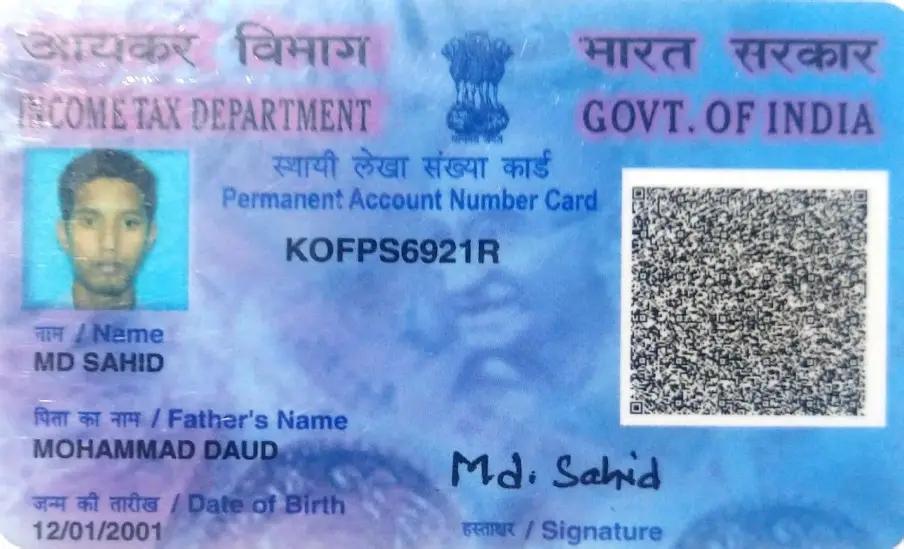 आयकर विभाग
INCOME TAX DEPARTMENT
भारत सरकार
GOVT. OF INDIA
स्थायी लेखा संख्या कार्ड
Permanent Account Number Card
KOFPS6921R
नाम / Name
MD SAHID
पिता का नाम / Father's Name
MOHAMMAD DAUD
जन्म की तारीख / Date of Birth
12/01/2001
Md. Sahid
हस्ताक्षर / Signature